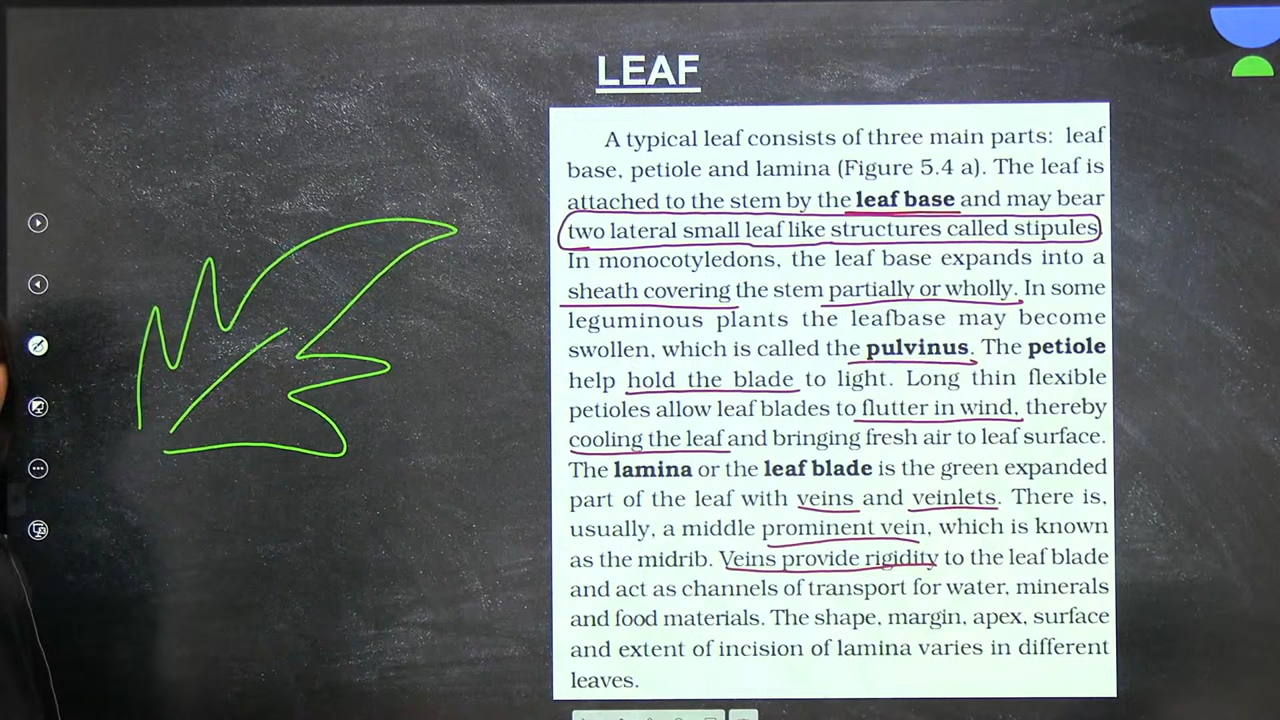 LEAF
A typical leaf consists of three main parts: leaf
base, petiole and lamina (Figure 5.4 a). The leaf is
attached to the stem by the leaf base and may bear
two lateral small leaf like structures called stipules.
In monocotyledons, the leaf base expands into a
sheath covering the stem partially or wholly. In some
leguminous plants the leafbase may become
swollen, which is called the pulvinus. The petiole
help hold the blade to light. Long thin flexible
petioles allow leaf blades to flutter in wind, thereby
cooling the leaf and bringing fresh air to leaf surface.
The lamina or the leaf blade is the green expanded
part of the leaf with veins and veinlets. There is,
usually, a middle prominent vein, which is known
as the midrib. Veins provide rigidity to the leaf blade
and act as channels of transport for water, minerals
and food materials. The shape, margin, apex, surface
and extent of incision of lamina varies in different
leaves.